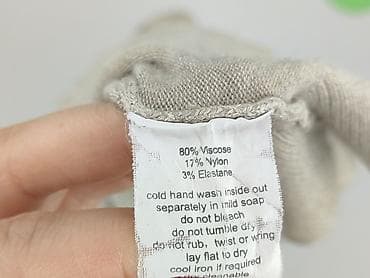 80% Viscose
17% Nylon
3% Elastane
cold hand wash inside out
separately in mild soap
do not bleach
do not tumble dry
do not rub, twist or wring
lay flat to dry
cool iron if required